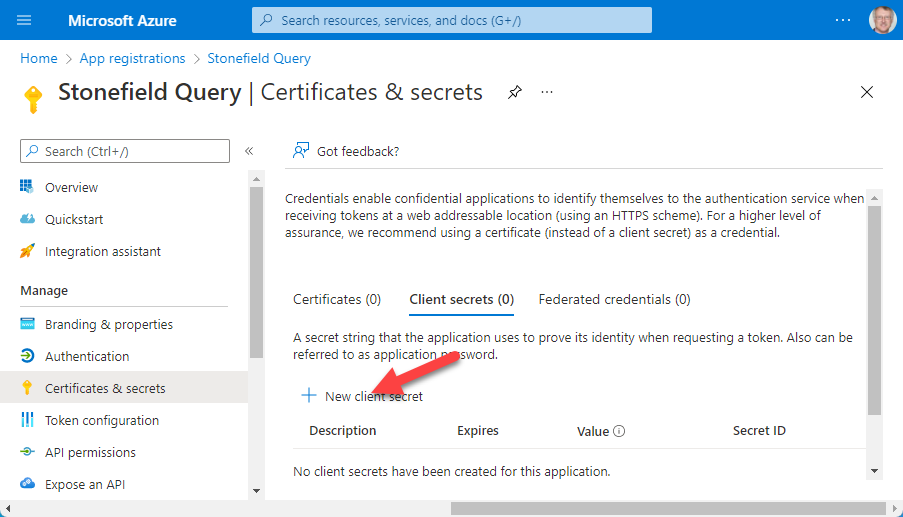 Microsoft Azure
Search resources, services, and docs (G+/)
Home > App registrations > Stonefield Query
Stonefield Query | Certificates & secrets
Search (Ctrl+/)
Overview
Quickstart
Integration assistant
Manage
Branding & properties
Authentication
Certificates & secrets
Token configuration
API permissions
Expose an API
Got feedback?
Credentials enable confidential applications to identify themselves to the authentication service when
receiving tokens at a web addressable location (using an HTTPS scheme). For a higher level of
assurance, we recommend using a certificate (instead of a client secret) as a credential.
Certificates (0) Client secrets (0) Federated credentials (0)
A secret string that the application uses to prove its identity when requesting a token. Also can be
referred to as application password.
New client secret
Description Expires Value Secret ID
No client secrets have been created for this application.